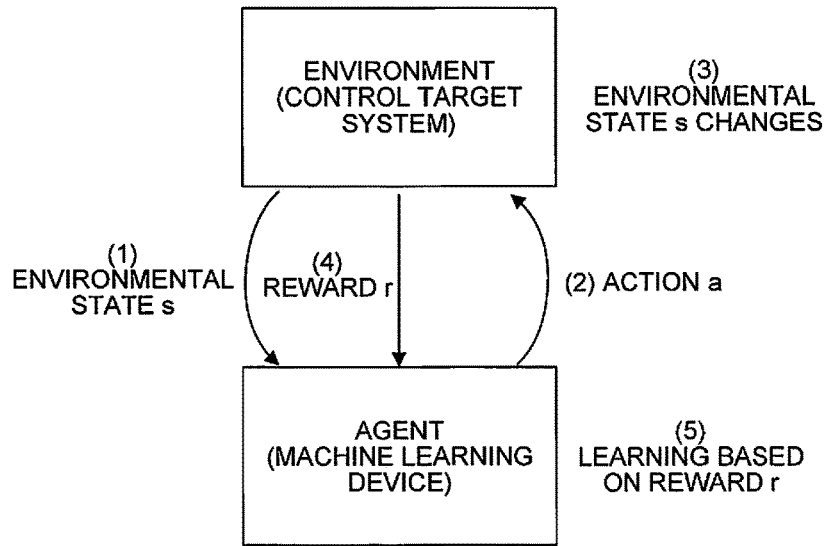 ENVIRONMENT
(CONTROL TARGET
SYSTEM)
(3)
ENVIRONMENTAL
STATE s CHANGES
(1)
ENVIRONMENTAL
STATE s
(4)
REWARD r
(2) ACTION a
AGENT
(MACHINE LEARNING
DEVICE)
(5)
LEARNING BASED
ON REWARD r